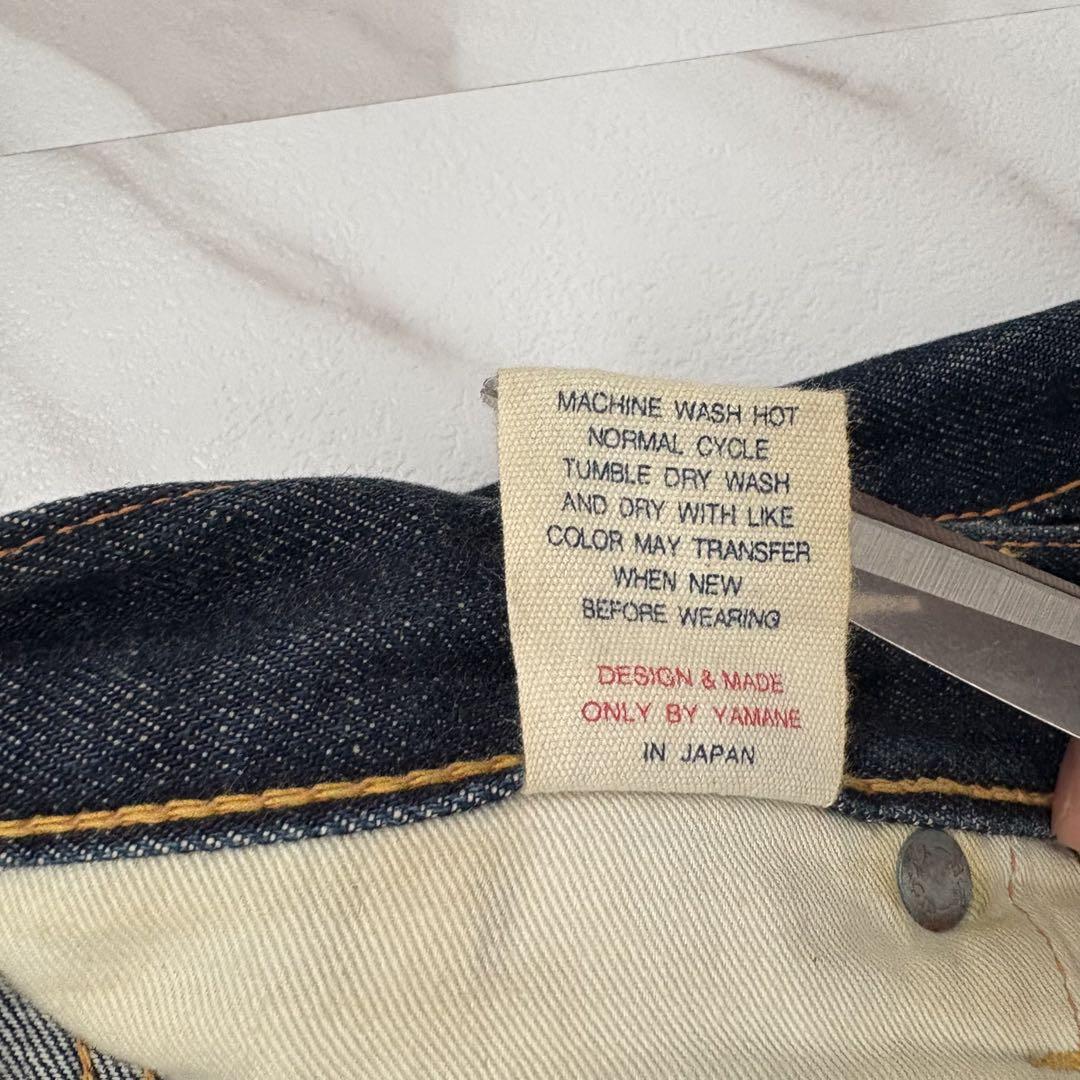 MACHINE WASH HOT
NORMAL CYCLE
TUMBLE DRY WASH
AND DRY WITH LIKE
COLOR MAY TRANSFER
WHEN NEW
BEFORE WEARING
DESIGN & MADE
ONLY BY YAMANE
IN JAPAN